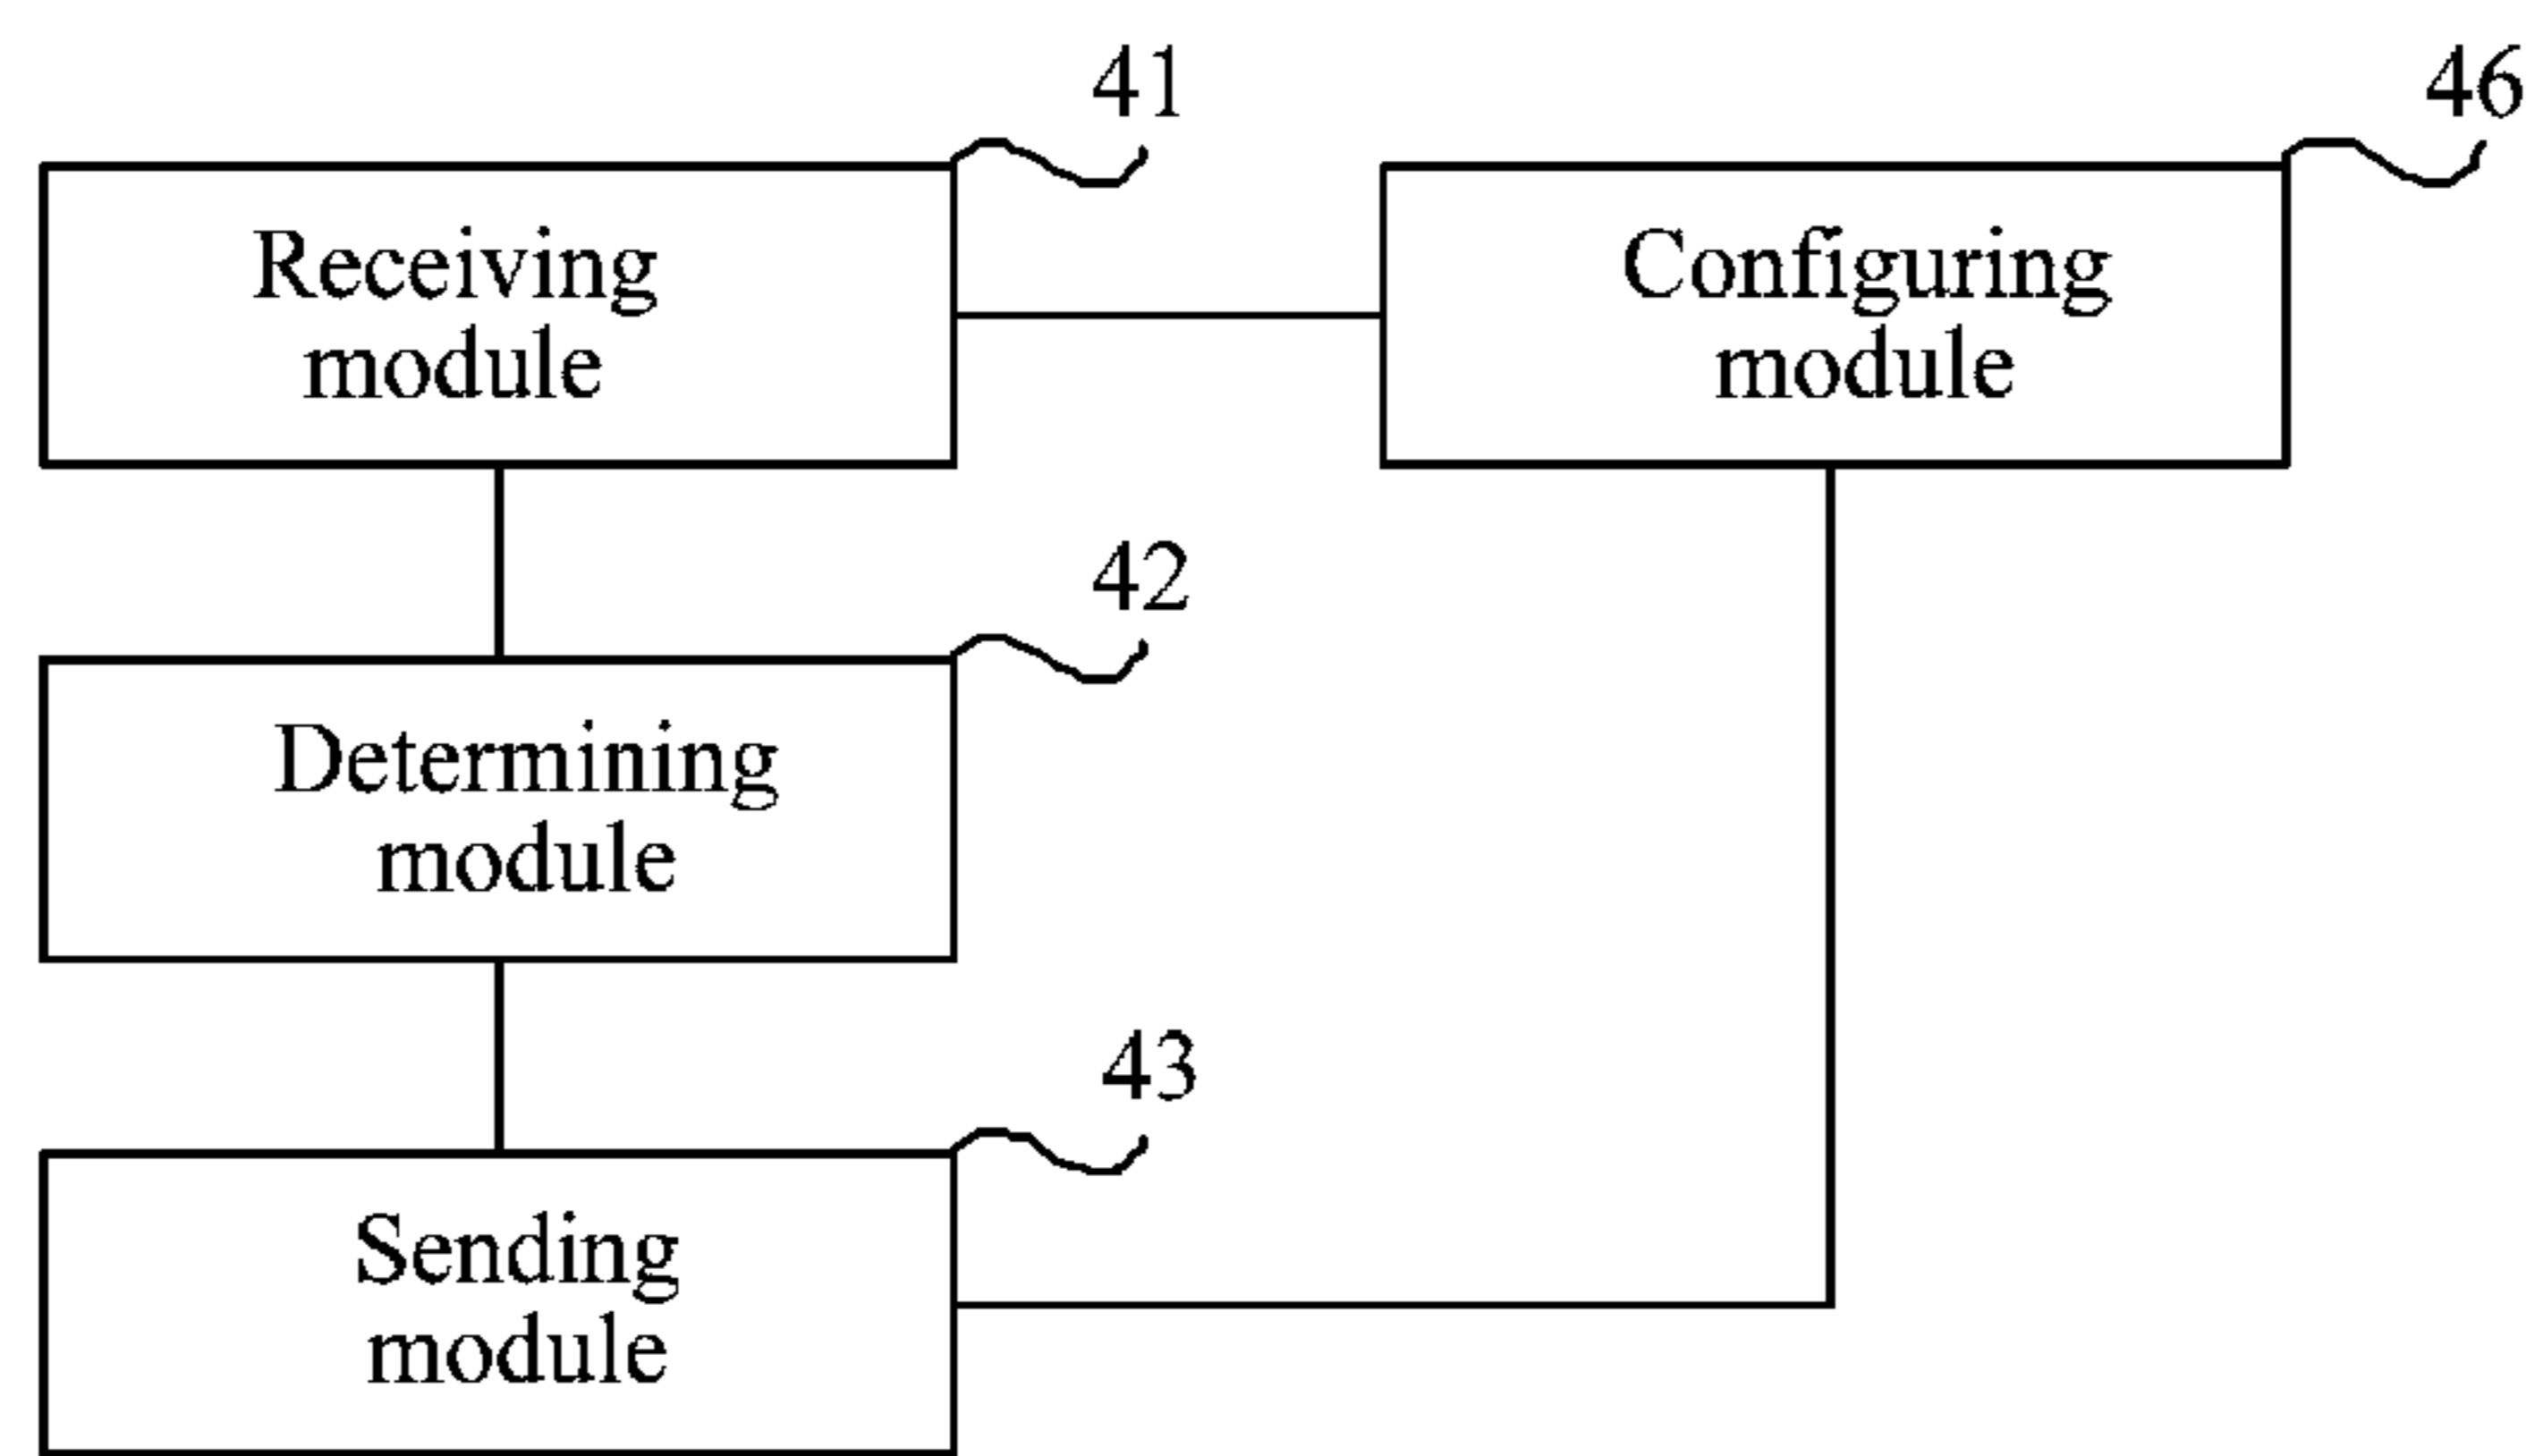 41
46
Receiving
module
Configuring
module
42
Determining
module
43
Sending
module